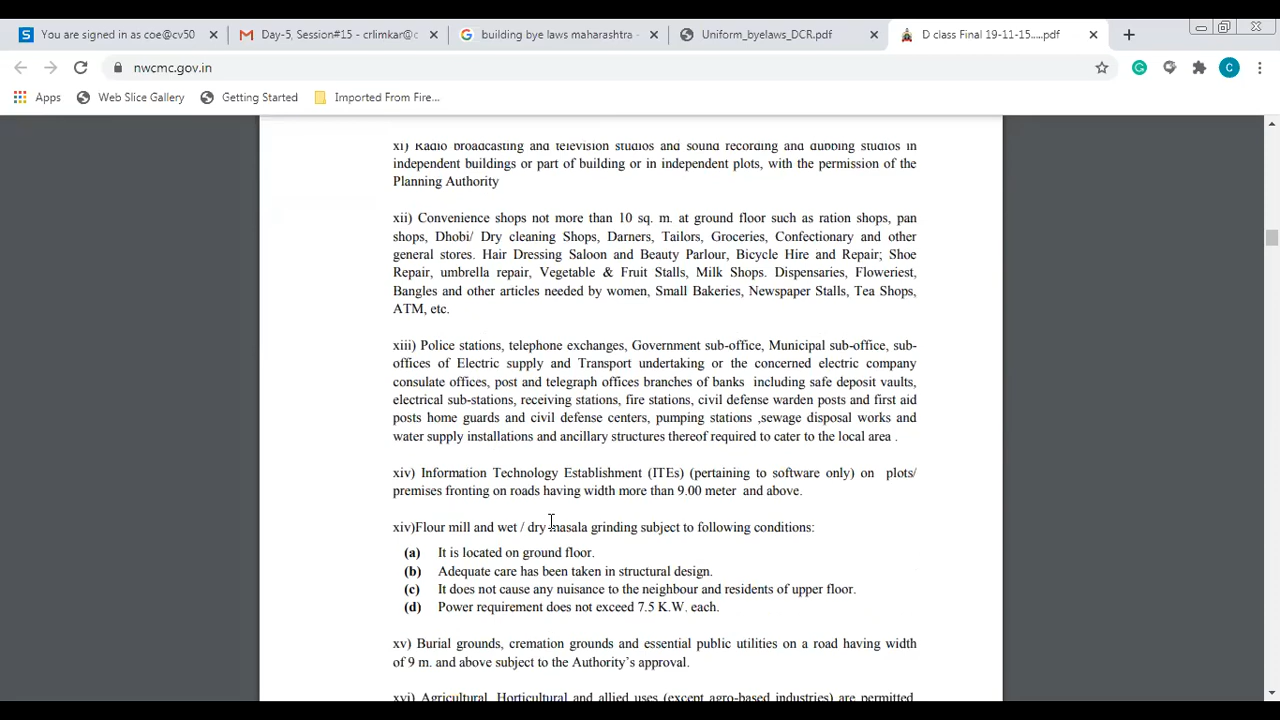 You are signed in as coe@cv50
Day-5, Session#15 - crlimkar@c
building bye laws maharashtra -
Uniform_byelaws_DCR.pdf
D class Final 19-11-15.....pdf
nwcmc.gov.in
Apps
Web Slice Gallery
Getting Started
Imported From Fire...
xi) Radio broadcasting and television studios and sound recording and dubbing studios in
independent buildings or part of building or in independent plots, with the permission of the
Planning Authority
xii) Convenience shops not more than 10 sq. m. at ground floor such as ration shops, pan
shops, Dhobi/ Dry cleaning Shops, Darners, Tailors, Groceries, Confectionary and other
general stores. Hair Dressing Saloon and Beauty Parlour, Bicycle Hire and Repair; Shoe
Repair, umbrella repair, Vegetable & Fruit Stalls, Milk Shops. Dispensaries, Floweriest,
Bangles and other articles needed by women, Small Bakeries, Newspaper Stalls, Tea Shops,
ATM, etc.
xiii) Police stations, telephone exchanges, Government sub-office, Municipal sub-office, sub-
offices of Electric supply and Transport undertaking or the concerned electric company
consulate offices, post and telegraph offices branches of banks including safe deposit vaults,
electrical sub-stations, receiving stations, fire stations, civil defense warden posts and first aid
posts home guards and civil defense centers, pumping stations ,sewage disposal works and
water supply installations and ancillary structures thereof required to cater to the local area .
xiv) Information Technology Establishment (ITEs) (pertaining to software only) on plots/
premises fronting on roads having width more than 9.00 meter and above.
xiv)Flour mill and wet / dry masala grinding subject to following conditions:
(a) It is located on ground floor.
(b) Adequate care has been taken in structural design.
(c) It does not cause any nuisance to the neighbour and residents of upper floor.
(d) Power requirement does not exceed 7.5 K.W. each.
xv) Burial grounds, cremation grounds and essential public utilities on a road having width
of 9 m. and above subject to the Authority's approval.
xvi) Agricultural, Horticultural and allied uses (except agro-based industries) are permitted